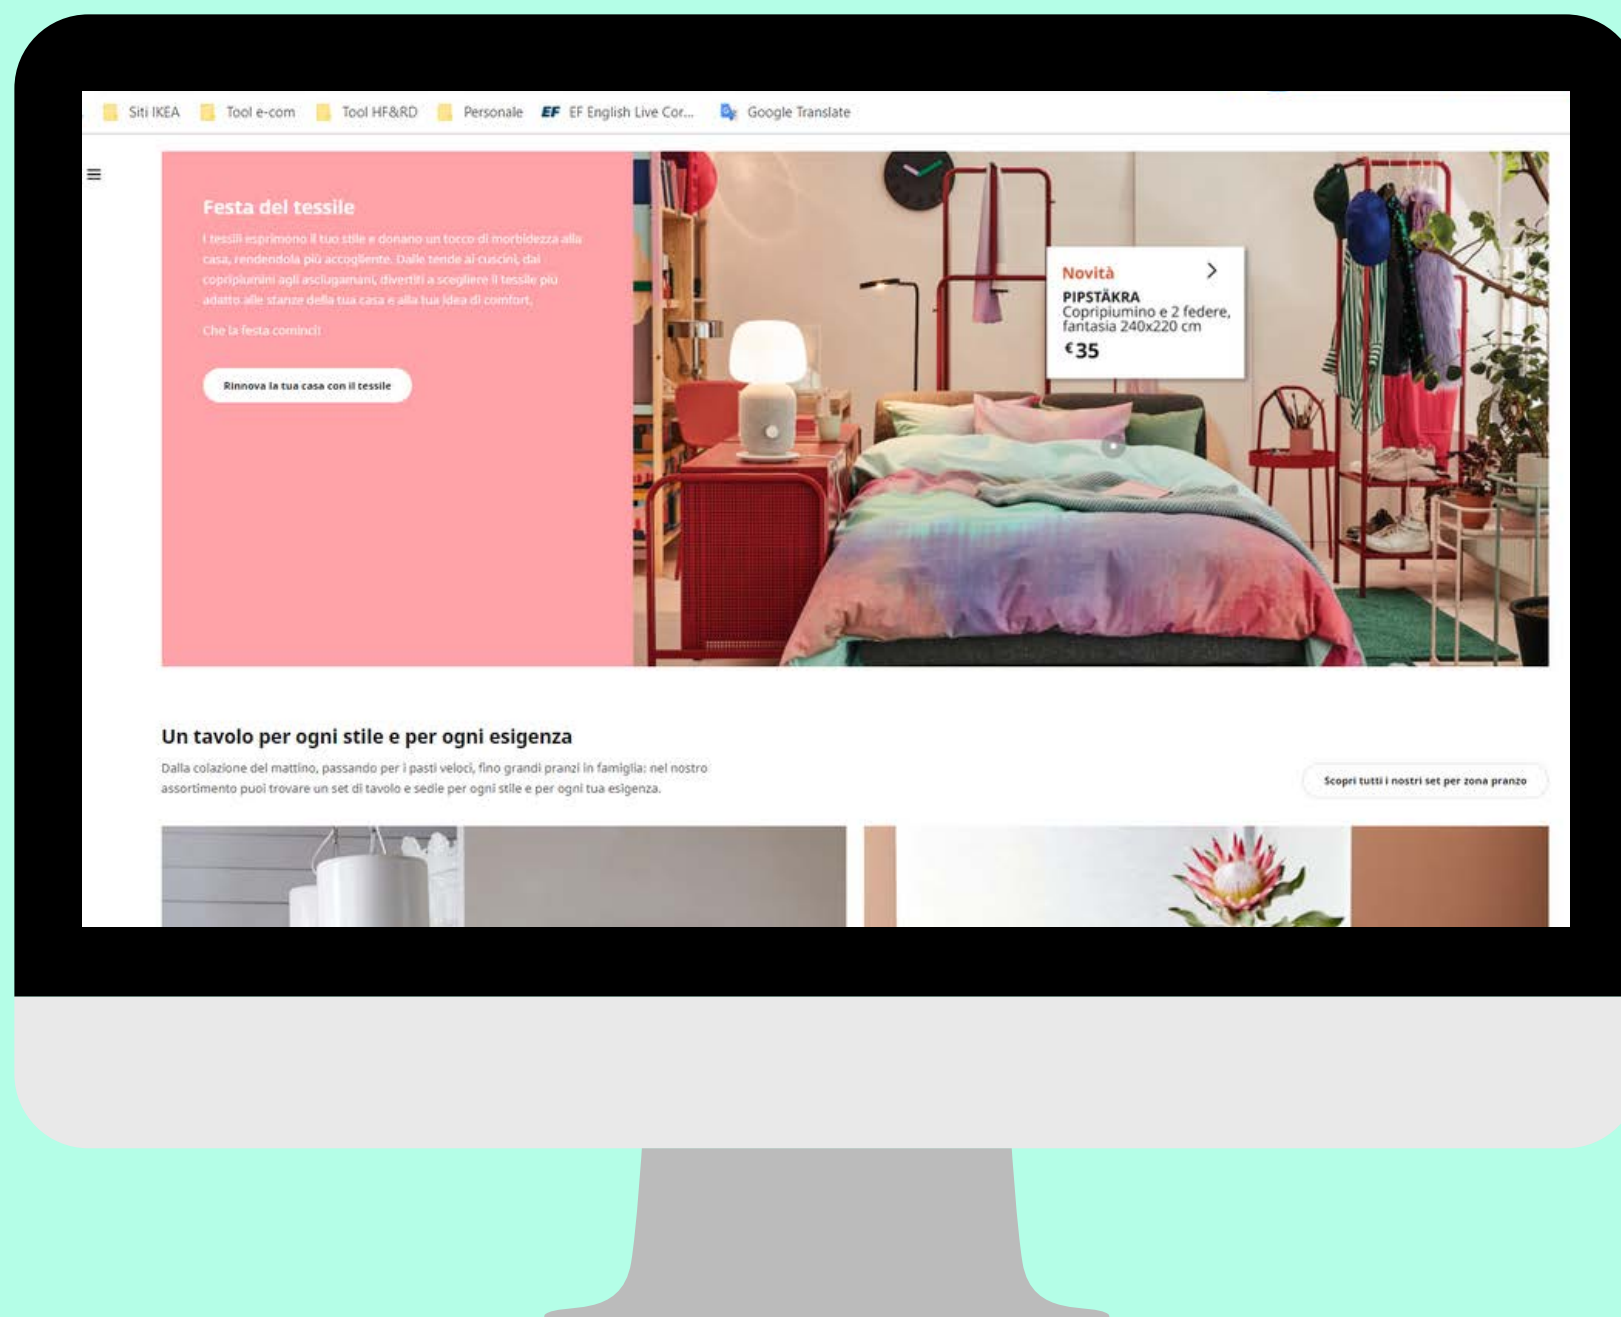 Siti IKEA Tool e-com Tool HF&RD Personale EF EF English Live Cor... Google Translate
Festa del tessile
I tessili esprimono il tuo stile e donano un tocco di morbidezza alla
casa, rendendola più accogliente. Dalle tende ai cuscini, dai
copripiumini agli asciugamani, divertiti a scegliere il tessile più
adatto alle stanze della tua casa e alla tua idea di comfort.
Che la festa cominci!
Rinnova la tua casa con il tessile
Novità
PIPSTÄKRA
Copripiumino e 2 federe,
fantasia 240x220 cm
€35
Un tavolo per ogni stile e per ogni esigenza
Dalla colazione del mattino, passando per i pasti veloci, fino grandi pranzi in famiglia: nel nostro
assortimento puoi trovare un set di tavolo e sedie per ogni stile e per ogni tua esigenza.
Scopri tutti i nostri set per zona pranzo